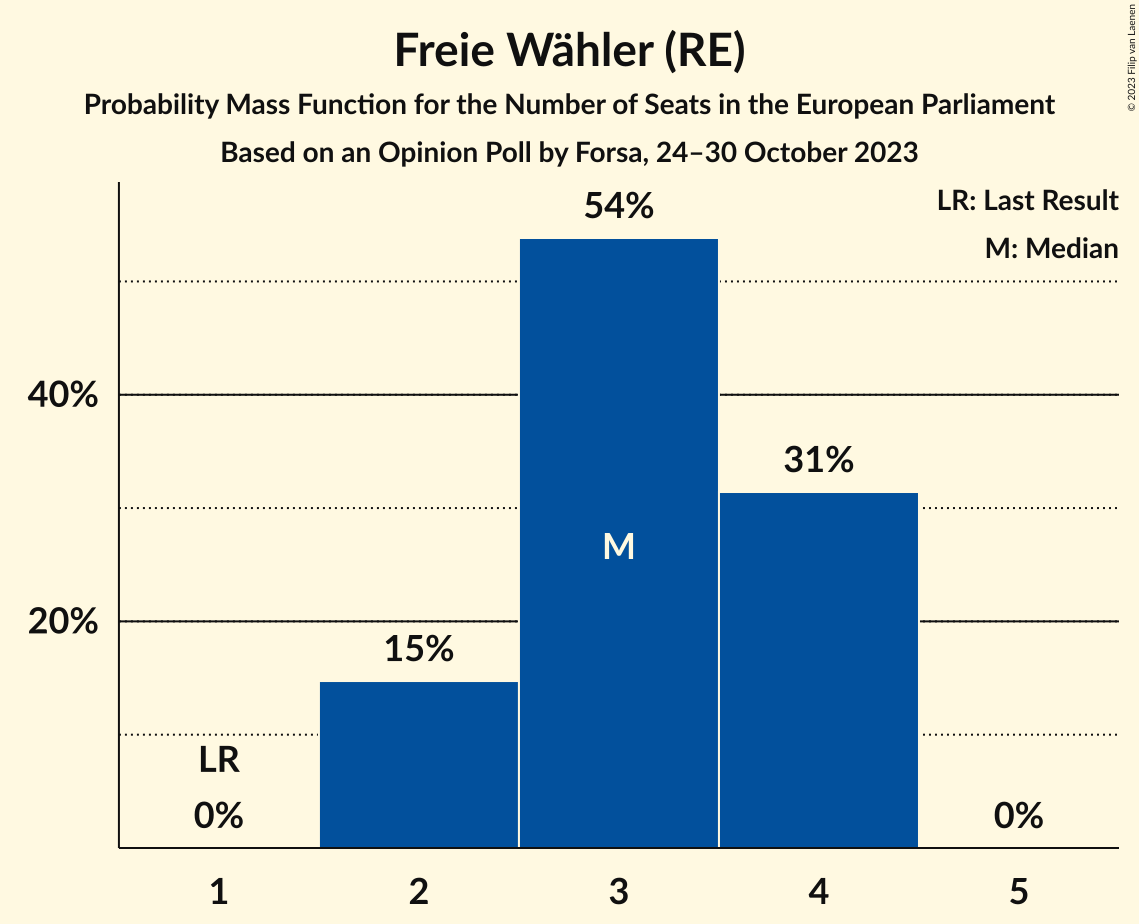 Freie Wähler (RE)
Probability Mass Function for the Number of Seats in the European Parliament
Based on an Opinion Poll by Forsa, 24–30 October 2023
© 2023 Filip van Laenen
LR: Last Result
M: Median
54%
40%
31%
M
20%
15%
LR
0%
0%
1 2 3 4 5